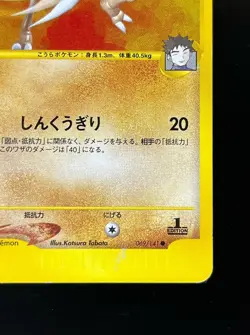 こうらポケモン：身長1.3m、体重40.5kg
しんくうぎり 20
「弱点・抵抗力」に関係なく、ダメージを与える。相手の「抵抗力」
このワザのダメージは「40」になる。
抵抗力 にげる
1
EDITION
émon Illus.Katsura Tabata 069/141 ●